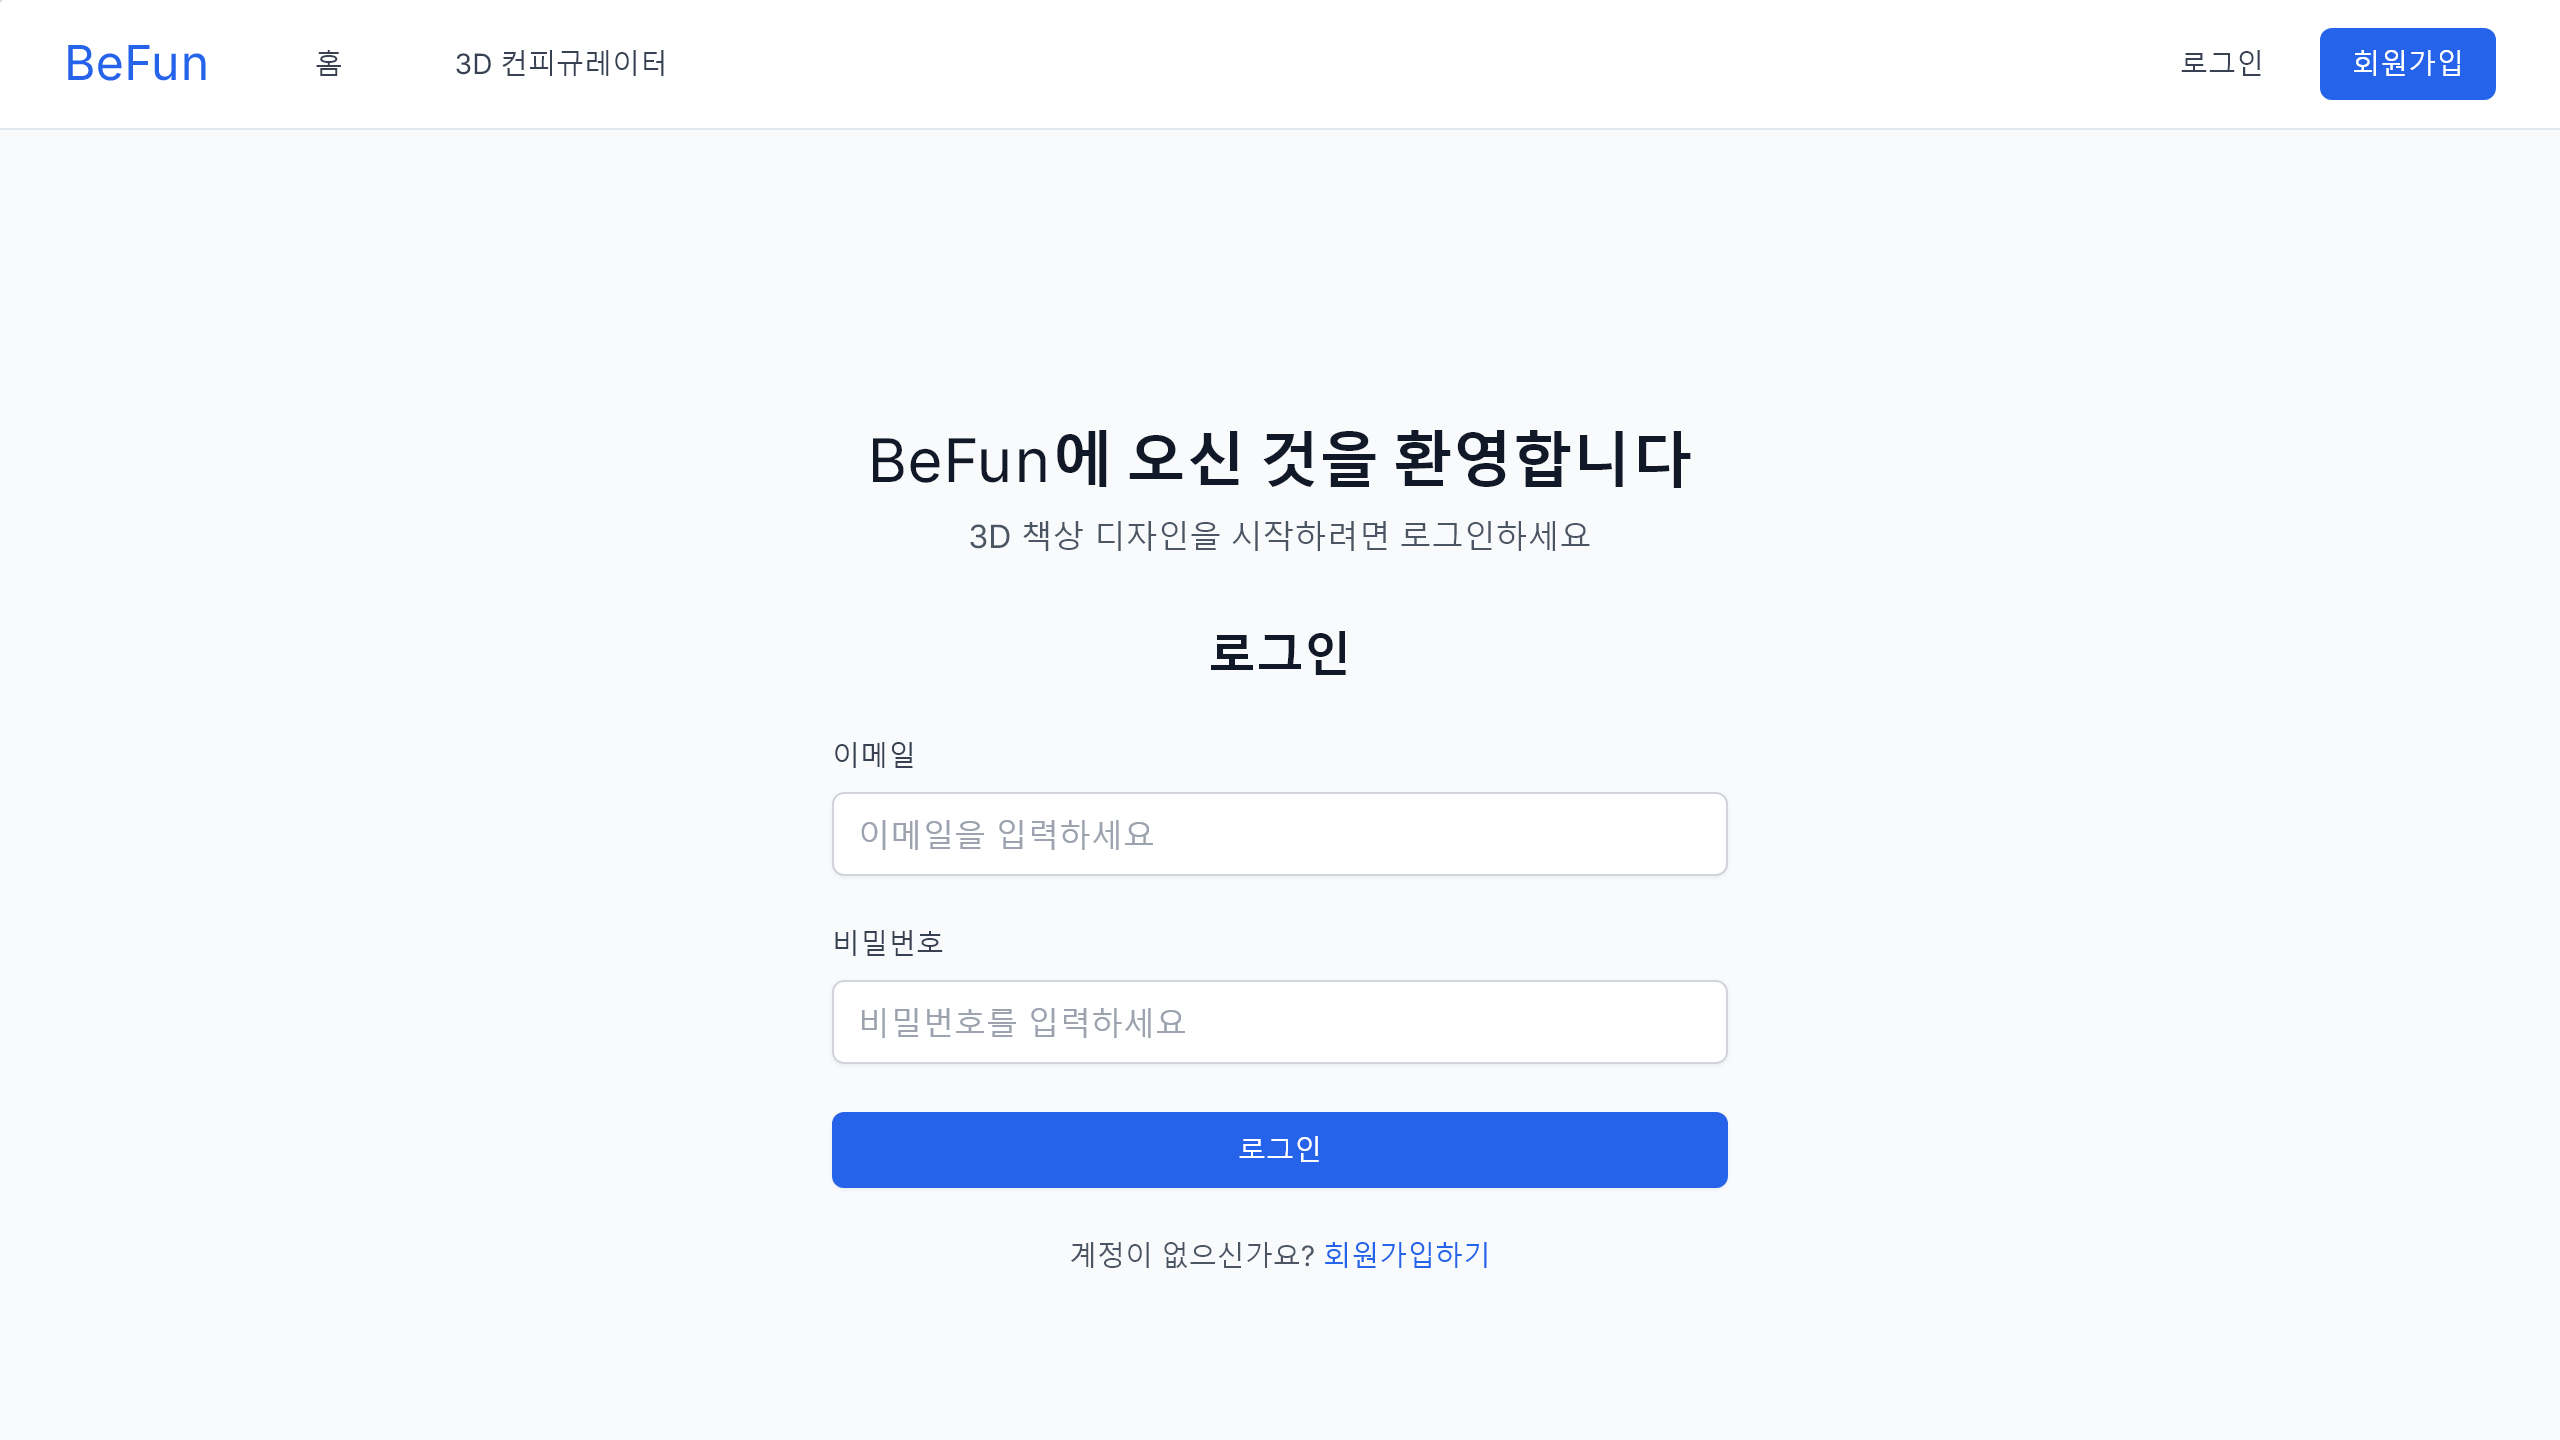 BeFun 홈 3D 컨피규레이터 로그인 회원가입
BeFun에 오신 것을 환영합니다
3D 책상 디자인을 시작하려면 로그인하세요
로그인
이메일
이메일을 입력하세요
비밀번호
비밀번호를 입력하세요
로그인
계정이 없으신가요? 회원가입하기